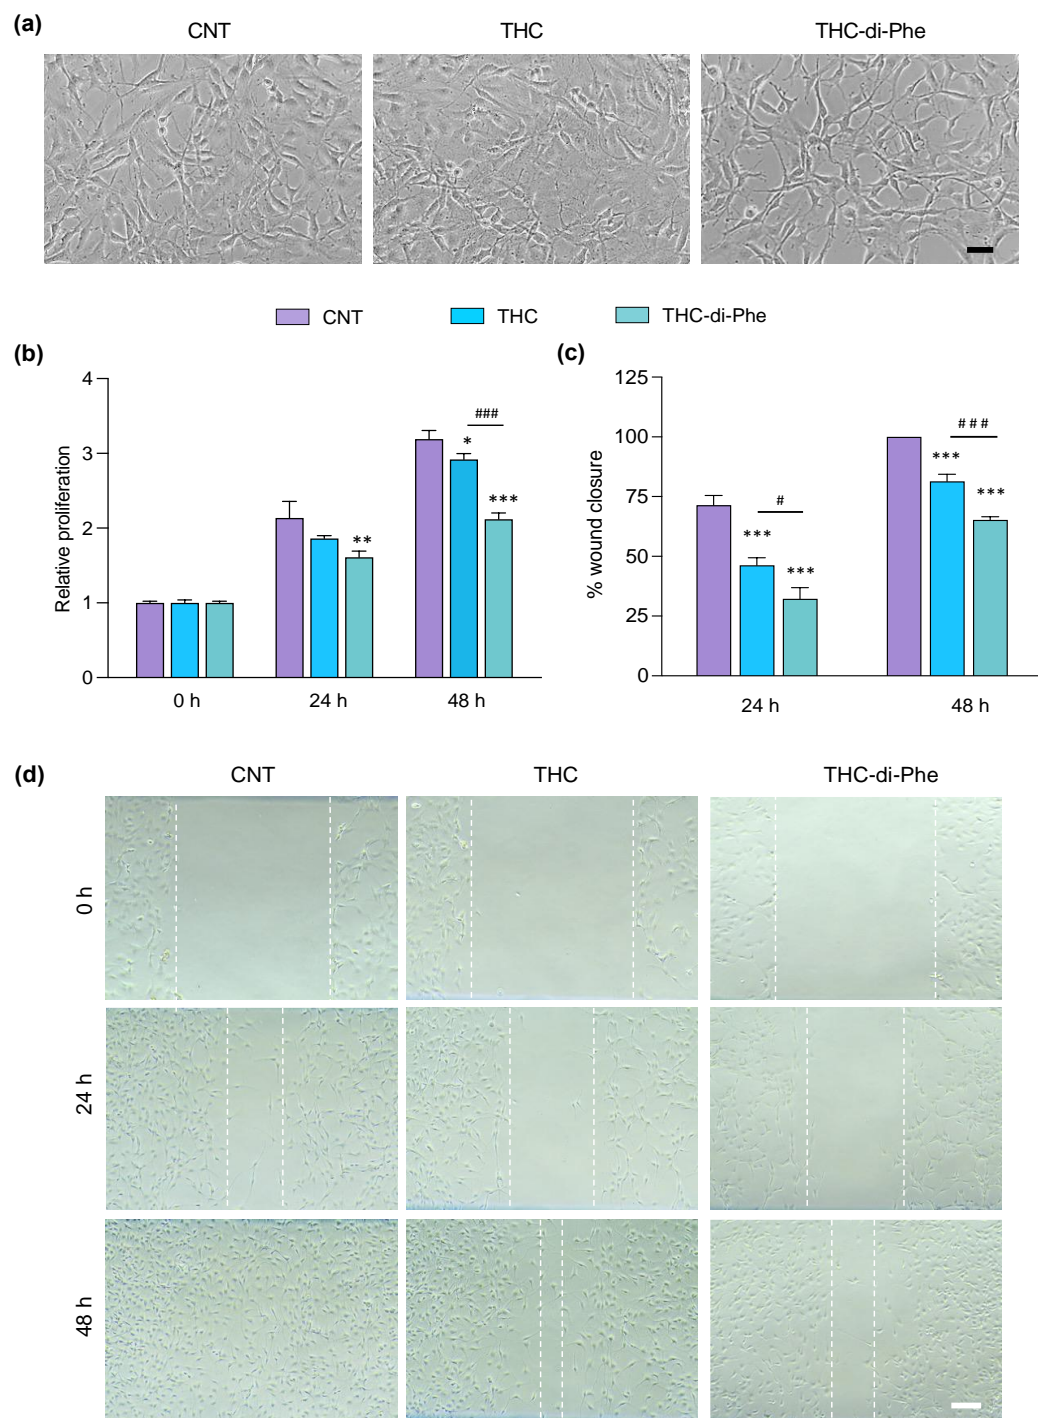 (a)
CNT THC THC-di-Phe
CNT THC THC-di-Phe
(b)
Relative proliferation
4
3
2
1
0
**
*
###
***
0 h 24 h 48 h
(c)
% wound closure
125
100
75
50
25
0
***
#
***
***
###
***
24 h 48 h
(d)
CNT THC THC-di-Phe
0 h
24 h
48 h